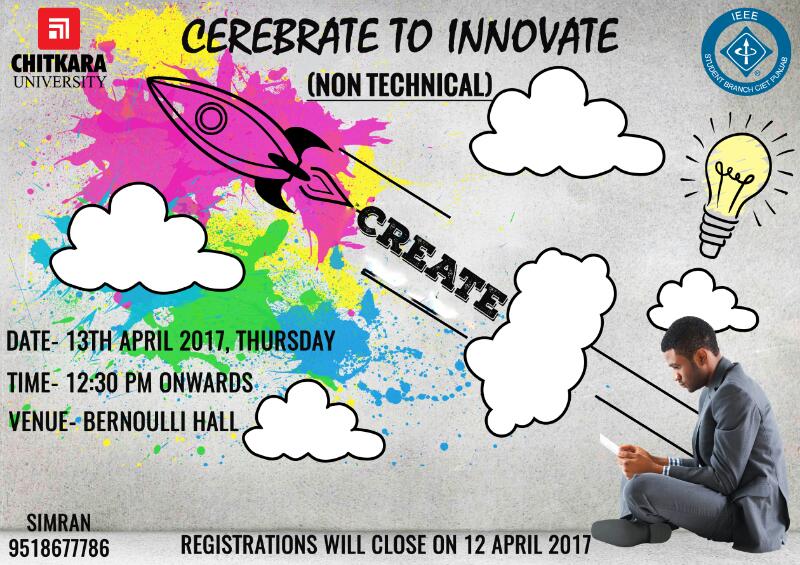 CHITKARA
UNIVERSITY
CEREBRATE TO INNOVATE
(NON TECHNICAL)
IEEE
STUDENT BRANCH CIET PUNJAB
CREATE
DATE- 13TH APRIL 2017, THURSDAY
TIME- 12:30 PM ONWARDS
VENUE- BERNOULLI HALL
SIMRAN
9518677786
REGISTRATIONS WILL CLOSE ON 12 APRIL 2017